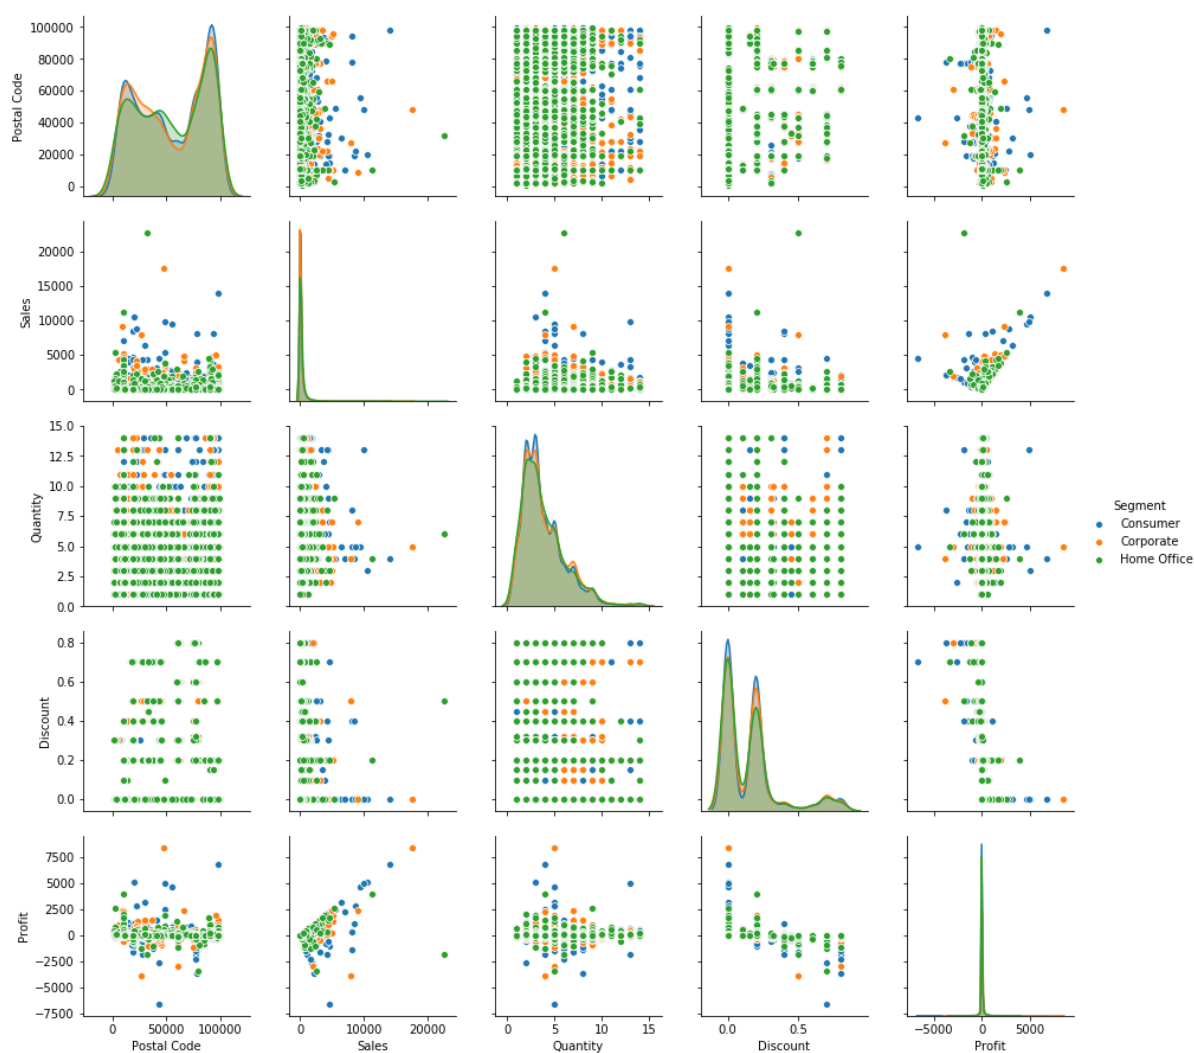 100000
80000
60000
40000
20000
0
Postal Code
20000
15000
10000
5000
0
Sales
15.0
12.5
10.0
7.5
5.0
2.5
0.0
Quantity
Segment
Consumer
Corporate
Home Office
0.8
0.6
0.4
0.2
0.0
Discount
7500
5000
2500
0
−2500
−5000
−7500
Profit
0 50000 100000 0 10000 20000 0 5 10 15 0.0 0.5 −5000 0 5000
Postal Code Sales Quantity Discount Profit